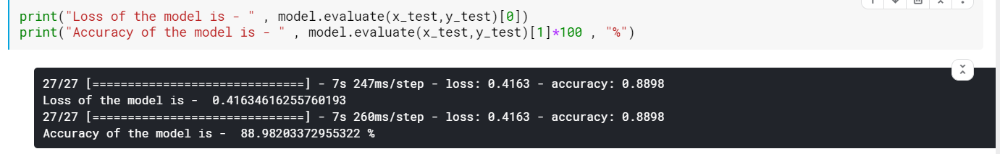 print("Loss of the model is - " , model.evaluate(x_test,y_test)[0])
print("Accuracy of the model is - " , model.evaluate(x_test,y_test)[1]*100 , "%")
27/27 [==============================] - 7s 247ms/step - loss: 0.4163 - accuracy: 0.8898
Loss of the model is -  0.41634616255760193
27/27 [==============================] - 7s 260ms/step - loss: 0.4163 - accuracy: 0.8898
Accuracy of the model is -  88.98203372955322 %